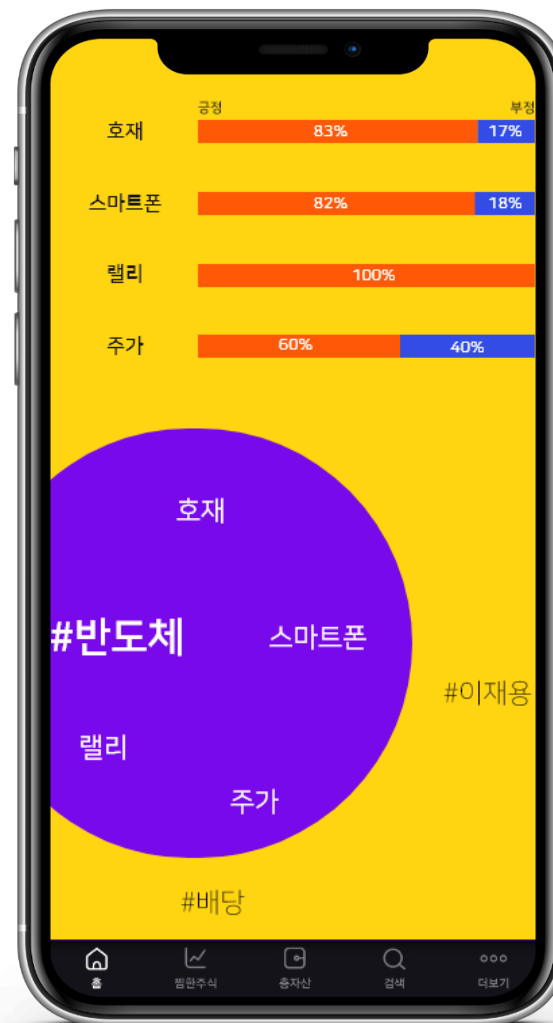 긍정 부정
호재 83% 17%
스마트폰 82% 18%
랠리 100%
주가 60% 40%
호재
#반도체 스마트폰
#이재용
랠리
주가
#배당
홈 찜한주식 총자산 검색 더보기